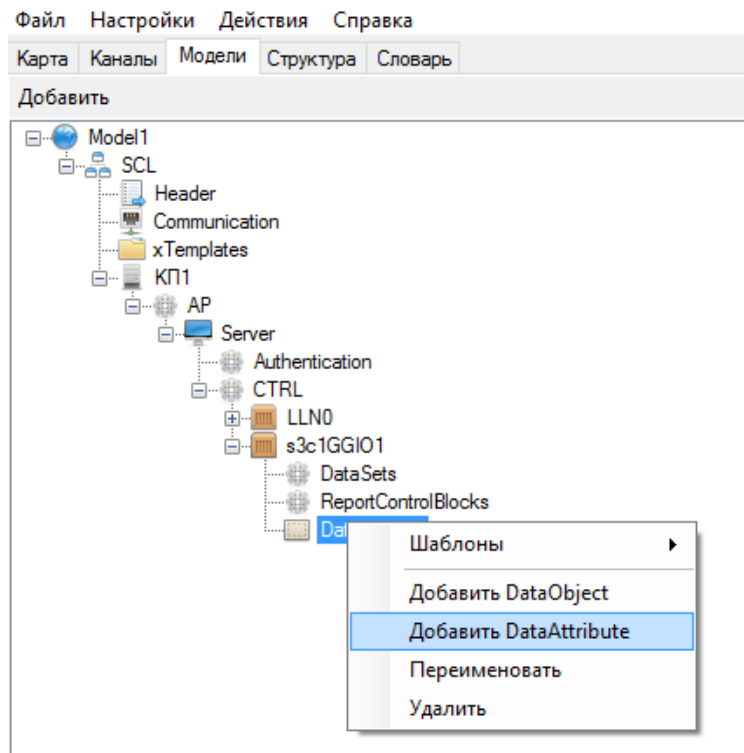 Файл Настройки Действия Справка
Карта Каналы Модели Структура Словарь
Добавить
Model1
SCL
Header
Communication
xTemplates
КП1
AP
Server
Authentication
CTRL
LLN0
s3c1GGIO1
DataSets
ReportControlBlocks
Шаблоны
Добавить DataObject
Добавить DataAttribute
Переименовать
Удалить